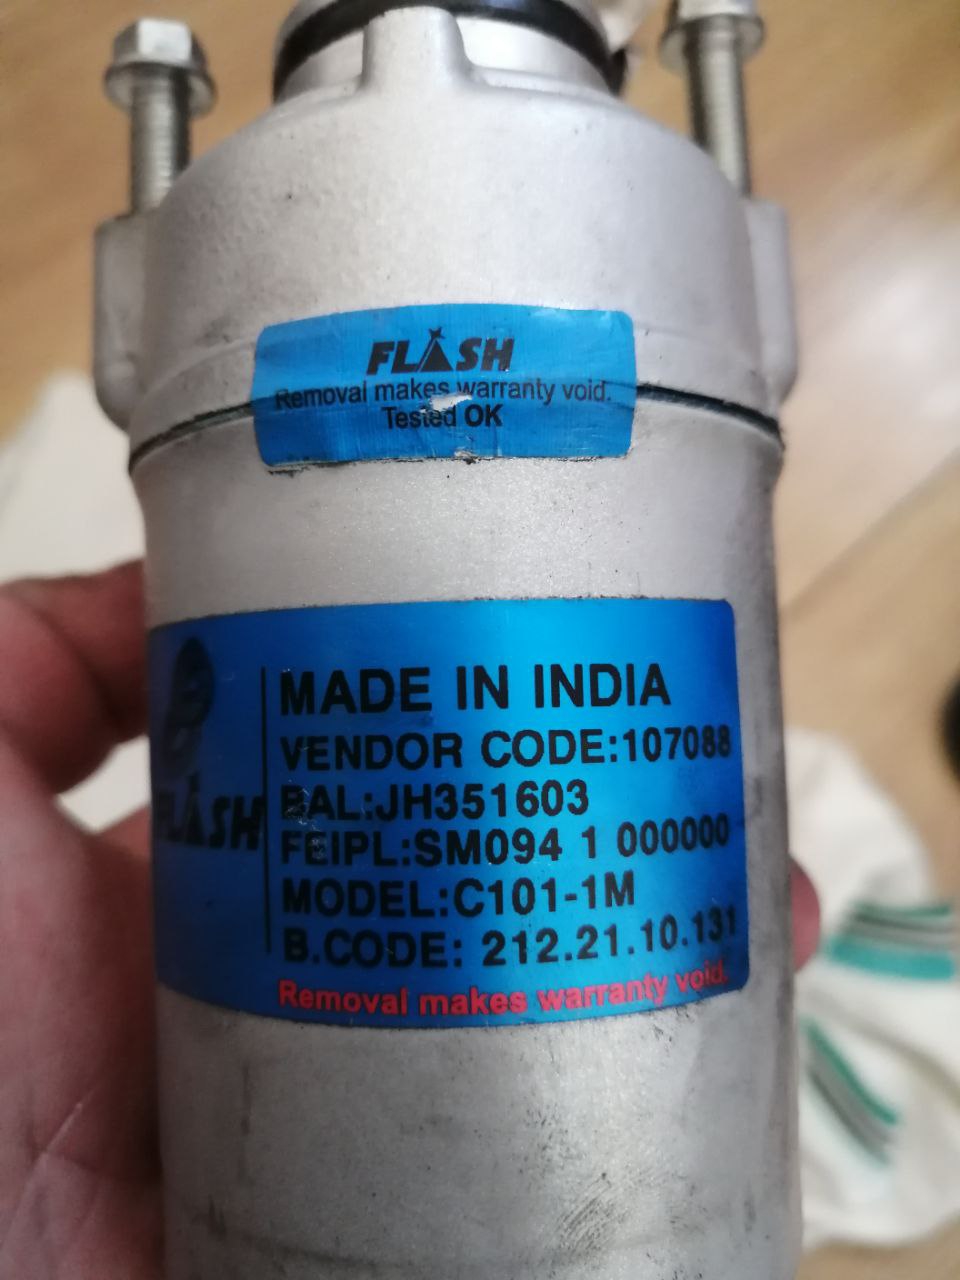 FLASH
Removal makes warranty void.
Tested OK
FLASH
MADE IN INDIA
VENDOR CODE:107088
BAL:JH351603
FEIPL:SM094 1 000000
MODEL:C101-1M
B.CODE: 212.21.10.131
Removal makes warranty void.